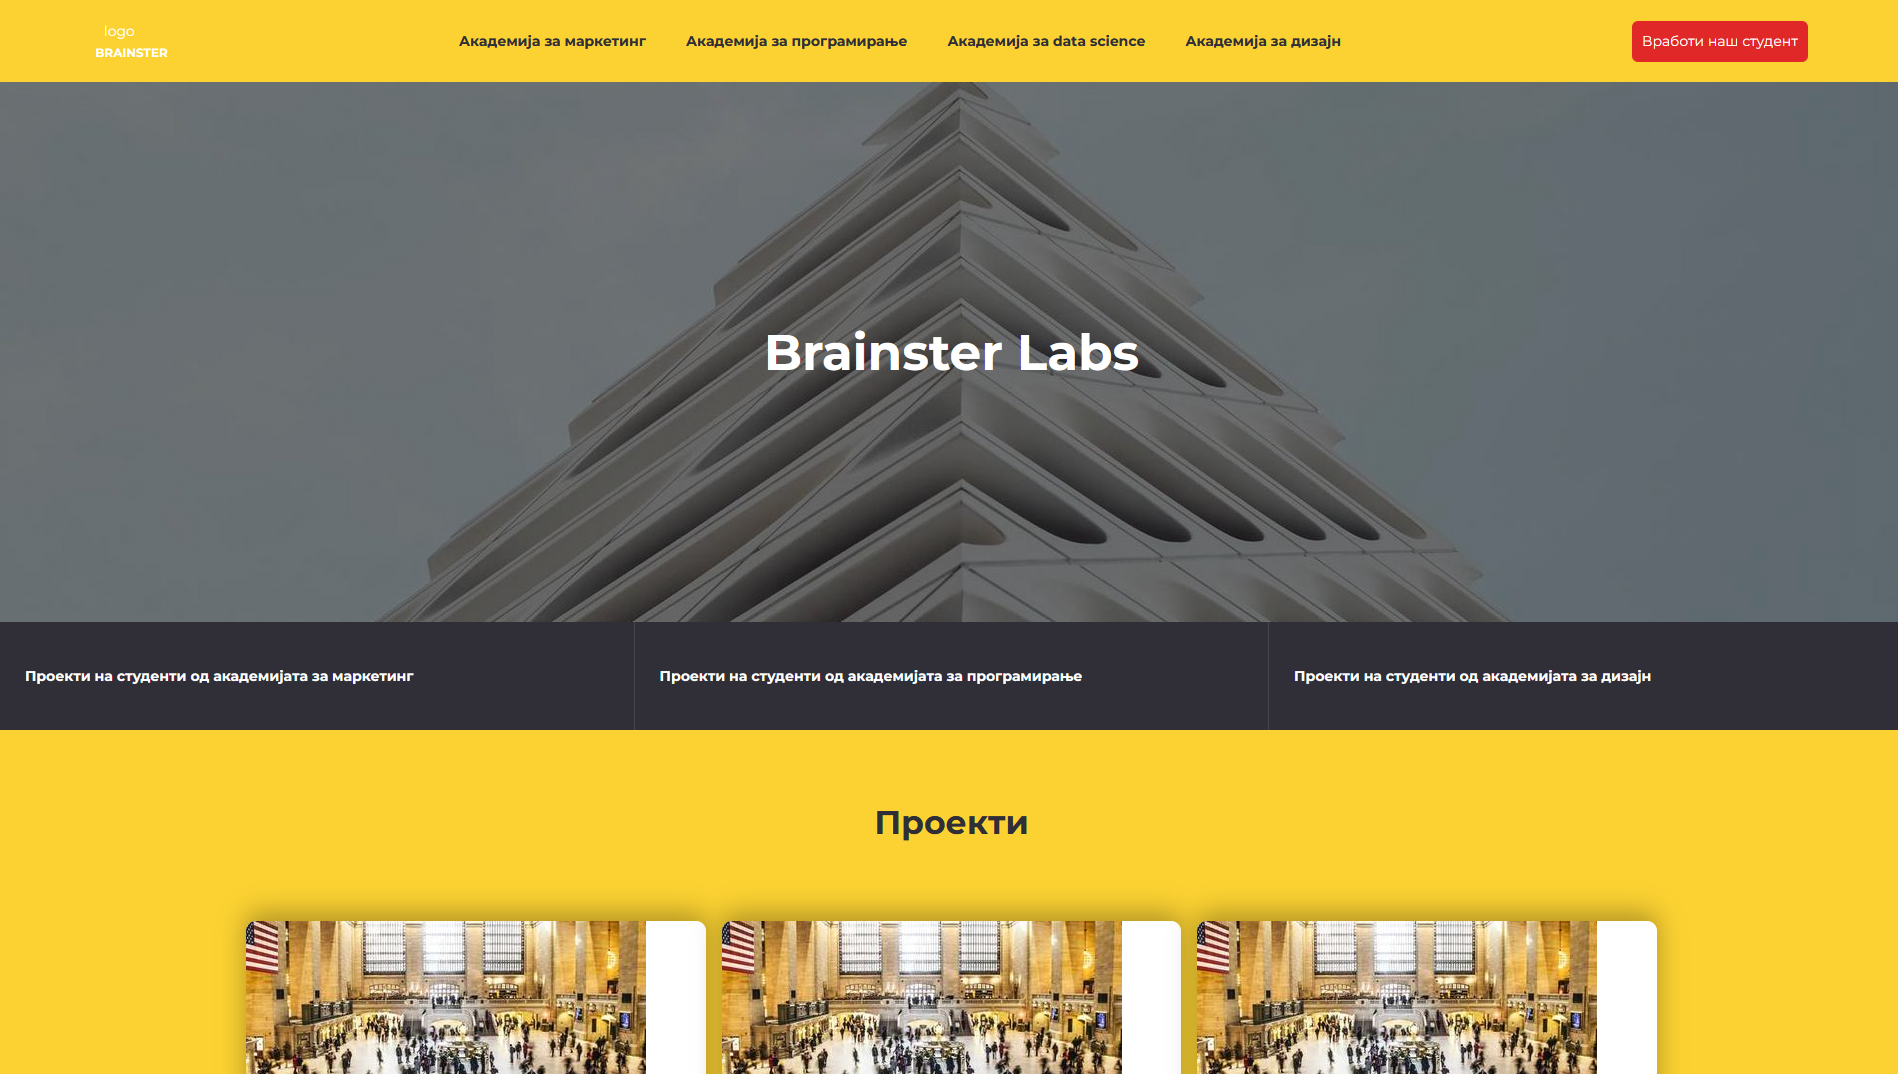 logo
BRAINSTER
Академија за маркетинг
Академија за програмирање
Академија за data science
Академија за дизајн
Вработи наш студент
Brainster Labs
Проекти на студенти од академијата за маркетинг
Проекти на студенти од академијата за програмирање
Проекти на студенти од академијата за дизајн
Проекти